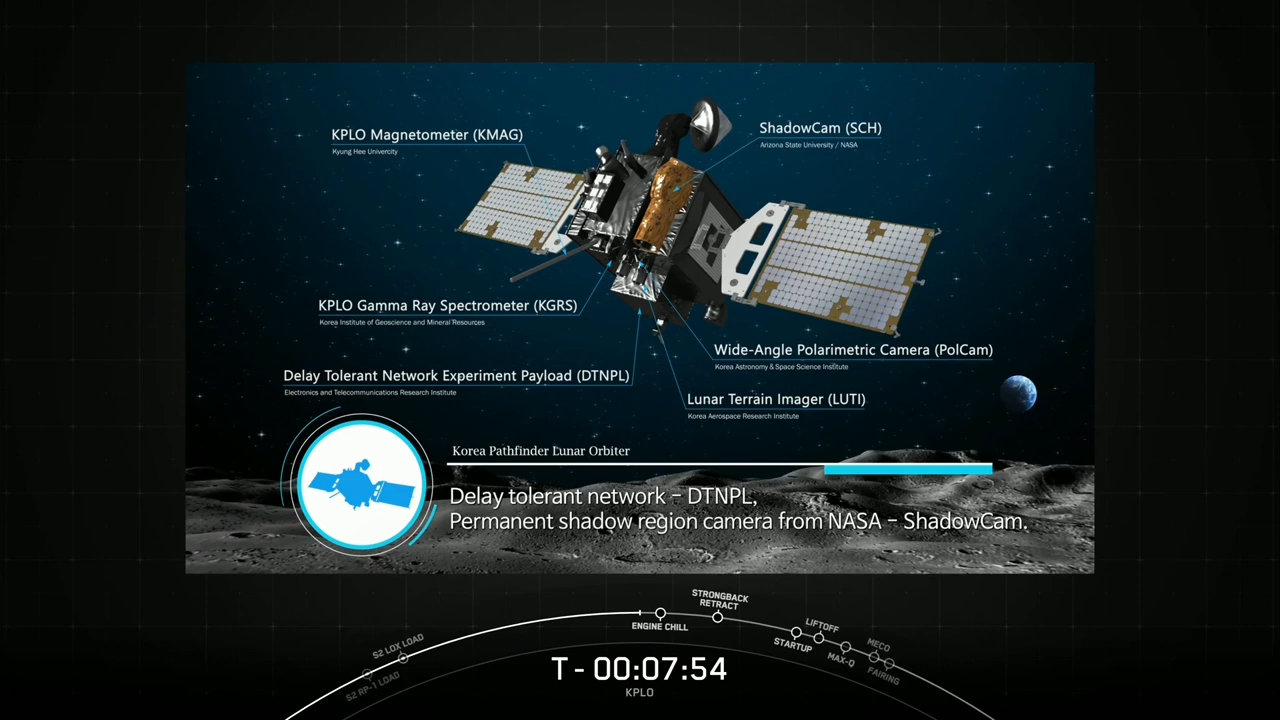 KPLO Magnetometer (KMAG)
Kyung Hee Univercity
ShadowCam (SCH)
Arizona State University / NASA
KPLO Gamma Ray Spectrometer (KGRS)
Korea Institute of Geoscience and Mineral Resources
Wide-Angle Polarimetric Camera (PolCam)
Korea Astronomy & Space Science Institute
Delay Tolerant Network Experiment Payload (DTNPL)
Electronics and Telecommunications Research Institute
Lunar Terrain Imager (LUTI)
Korea Aerospace Research Institute
Korea Pathfinder Lunar Orbiter
Delay tolerant network - DTNPL,
Permanent shadow region camera from NASA - ShadowCam.
S2 RP-1 LOAD
S2 LOX LOAD
ENGINE CHILL
STRONGBACK
RETRACT
STARTUP
LIFTOFF
MAX-Q
MECO
FAIRING
T - 00:07:54
KPLO